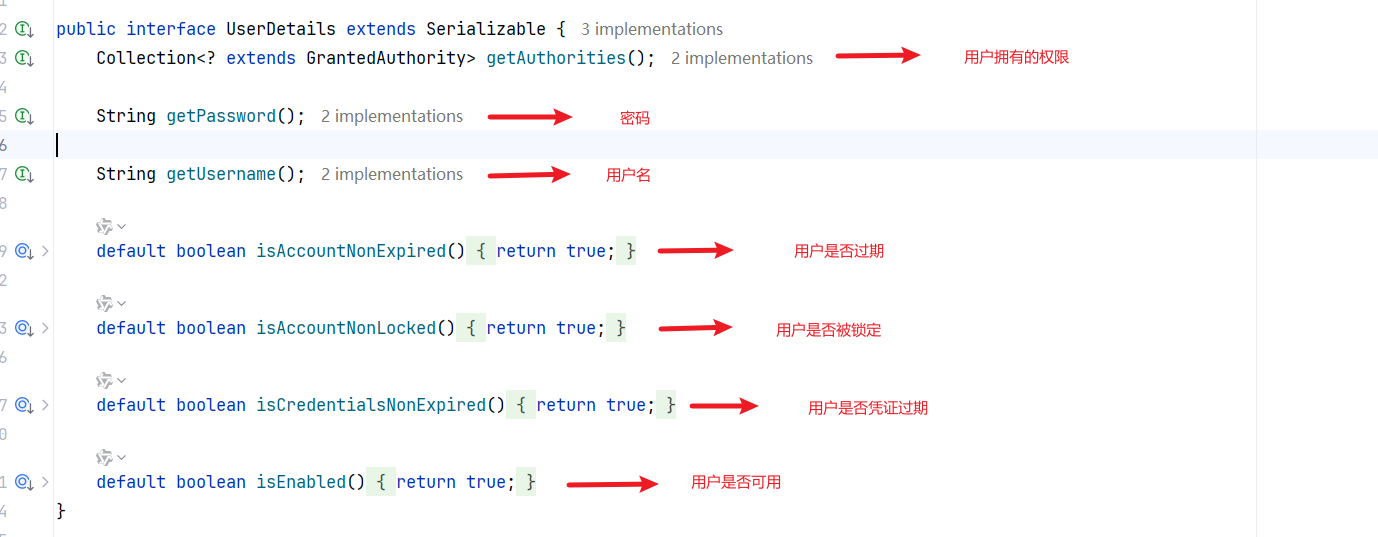 2 public interface UserDetails extends Serializable { 3 implementations
3 Collection<? extends GrantedAuthority> getAuthorities(); 2 implementations 用户拥有的权限
4
5 String getPassword(); 2 implementations 密码
6
7 String getUsername(); 2 implementations 用户名
8
9 default boolean isAccountNonExpired() { return true; } 用户是否过期
2
3 default boolean isAccountNonLocked() { return true; } 用户是否被锁定
6
7 default boolean isCredentialsNonExpired() { return true; } 用户是否凭证过期
0
1 default boolean isEnabled() { return true; } 用户是否可用
4 }